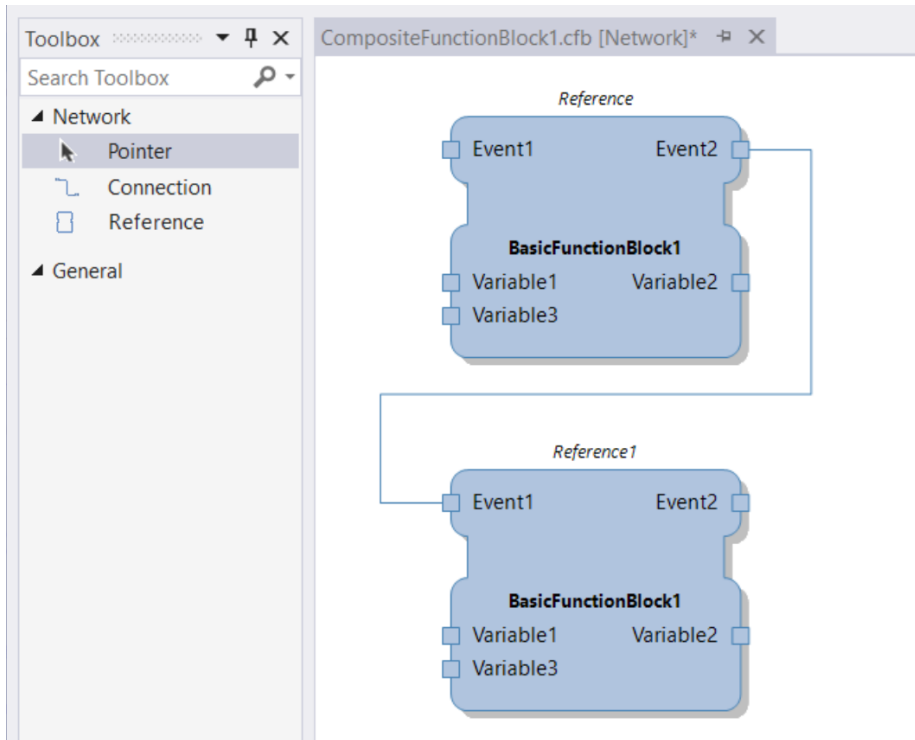 Toolbox
Search Toolbox
Network
Pointer
Connection
Reference
General
CompositeFunctionBlock1.cfb [Network]*
Reference
Event1 Event2
BasicFunctionBlock1
Variable1 Variable2
Variable3
Reference1
Event1 Event2
BasicFunctionBlock1
Variable1 Variable2
Variable3